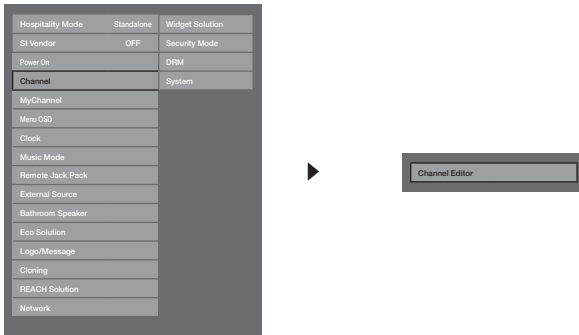 Hospitality Mode Standalone
SI Vendor OFF
Power On
Channel
MyChannel
Menu OSD
Clock
Music Mode
Remote Jack Pack
External Source
Bathroom Speaker
Eco Solution
Logo/Message
Cloning
REACH Solution
Network
Widget Solution
Security Mode
DRM
System
Channel Editor